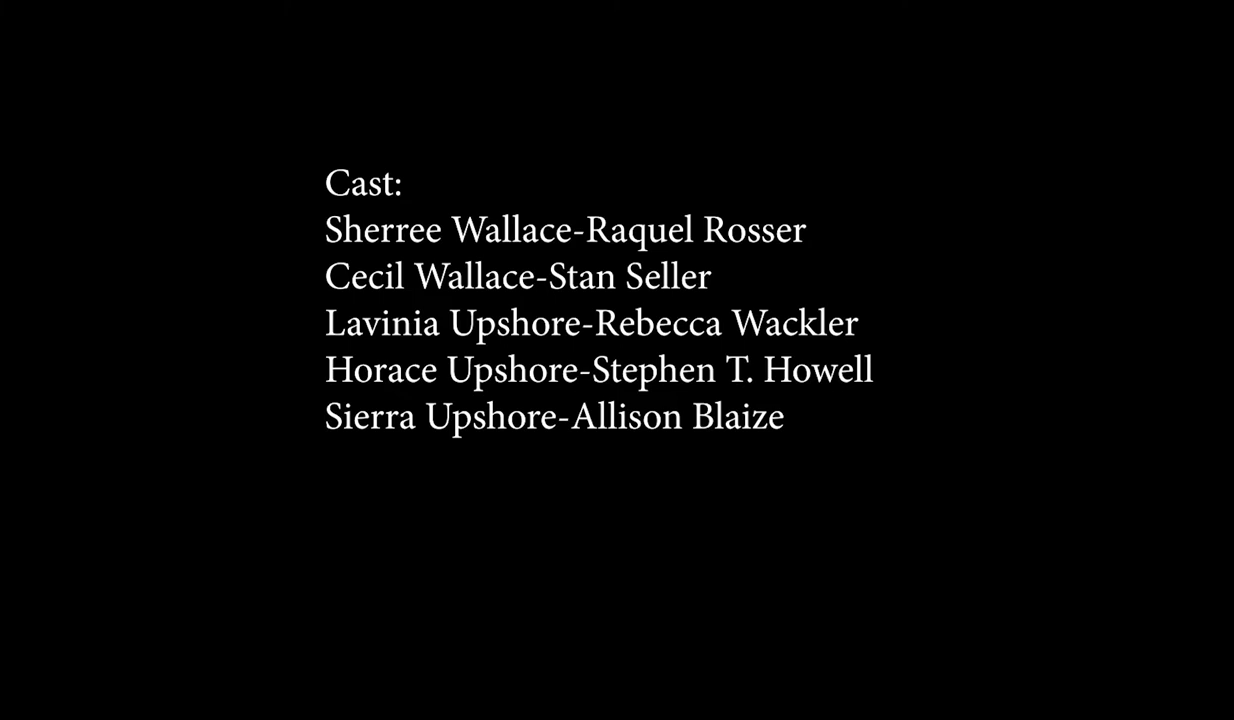 Cast:
Sherree Wallace-Raquel Rosser
Cecil Wallace-Stan Seller
Lavinia Upshore-Rebecca Wackler
Horace Upshore-Stephen T. Howell
Sierra Upshore-Allison Blaize